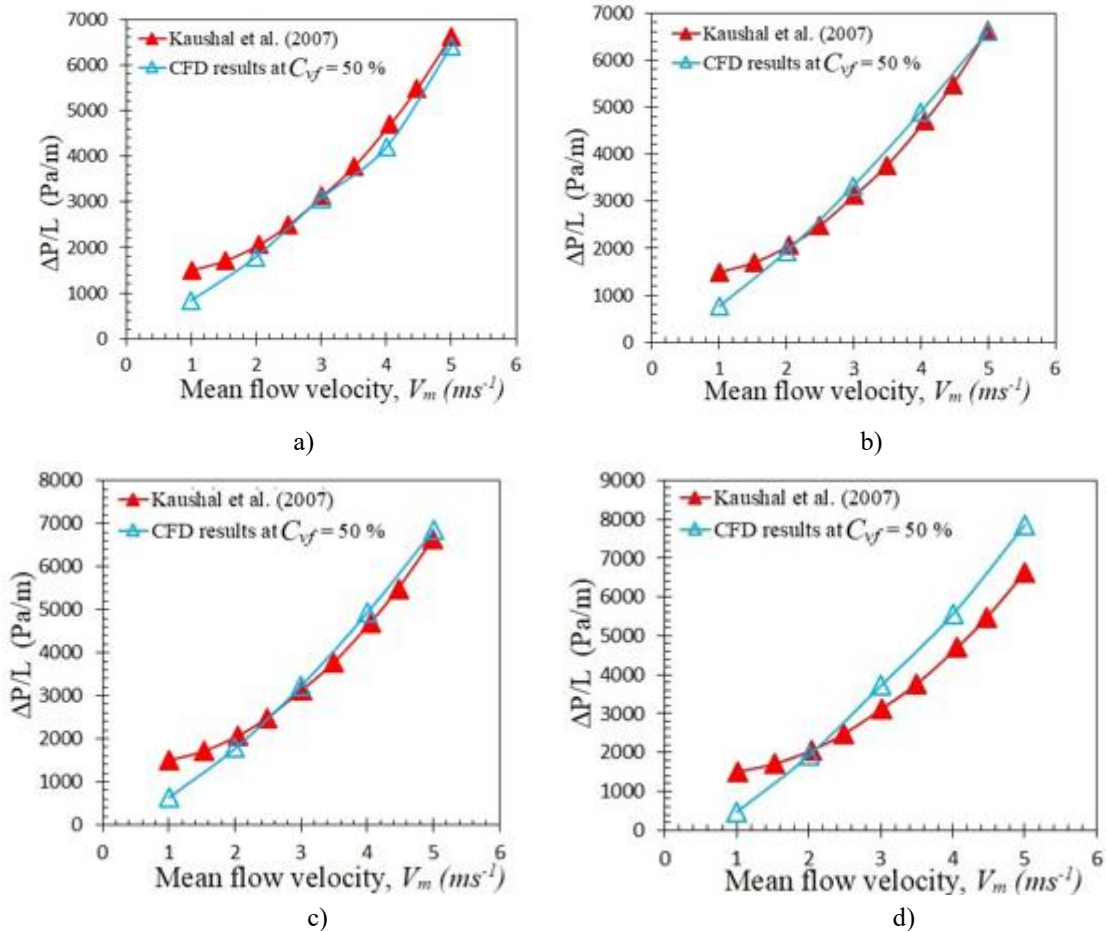 7000
6000
5000
4000
3000
2000
1000
0
ΔP/L (Pa/m)
Kaushal et al. (2007)
CFD results at C_vf = 50 %
0 1 2 3 4 5 6
Mean flow velocity, V_m (ms⁻¹)
a)
7000
6000
5000
4000
3000
2000
1000
0
ΔP/L (Pa/m)
Kaushal et al. (2007)
CFD results at C_vf = 50 %
0 1 2 3 4 5 6
Mean flow velocity, V_m (ms⁻¹)
b)
8000
7000
6000
5000
4000
3000
2000
1000
0
ΔP/L (Pa/m)
Kaushal et al. (2007)
CFD results at C_vf = 50 %
0 1 2 3 4 5 6
Mean flow velocity, V_m (ms⁻¹)
c)
9000
8000
7000
6000
5000
4000
3000
2000
1000
0
ΔP/L (Pa/m)
Kaushal et al. (2007)
CFD results at C_vf = 50 %
0 1 2 3 4 5 6
Mean flow velocity, V_m (ms⁻¹)
d)